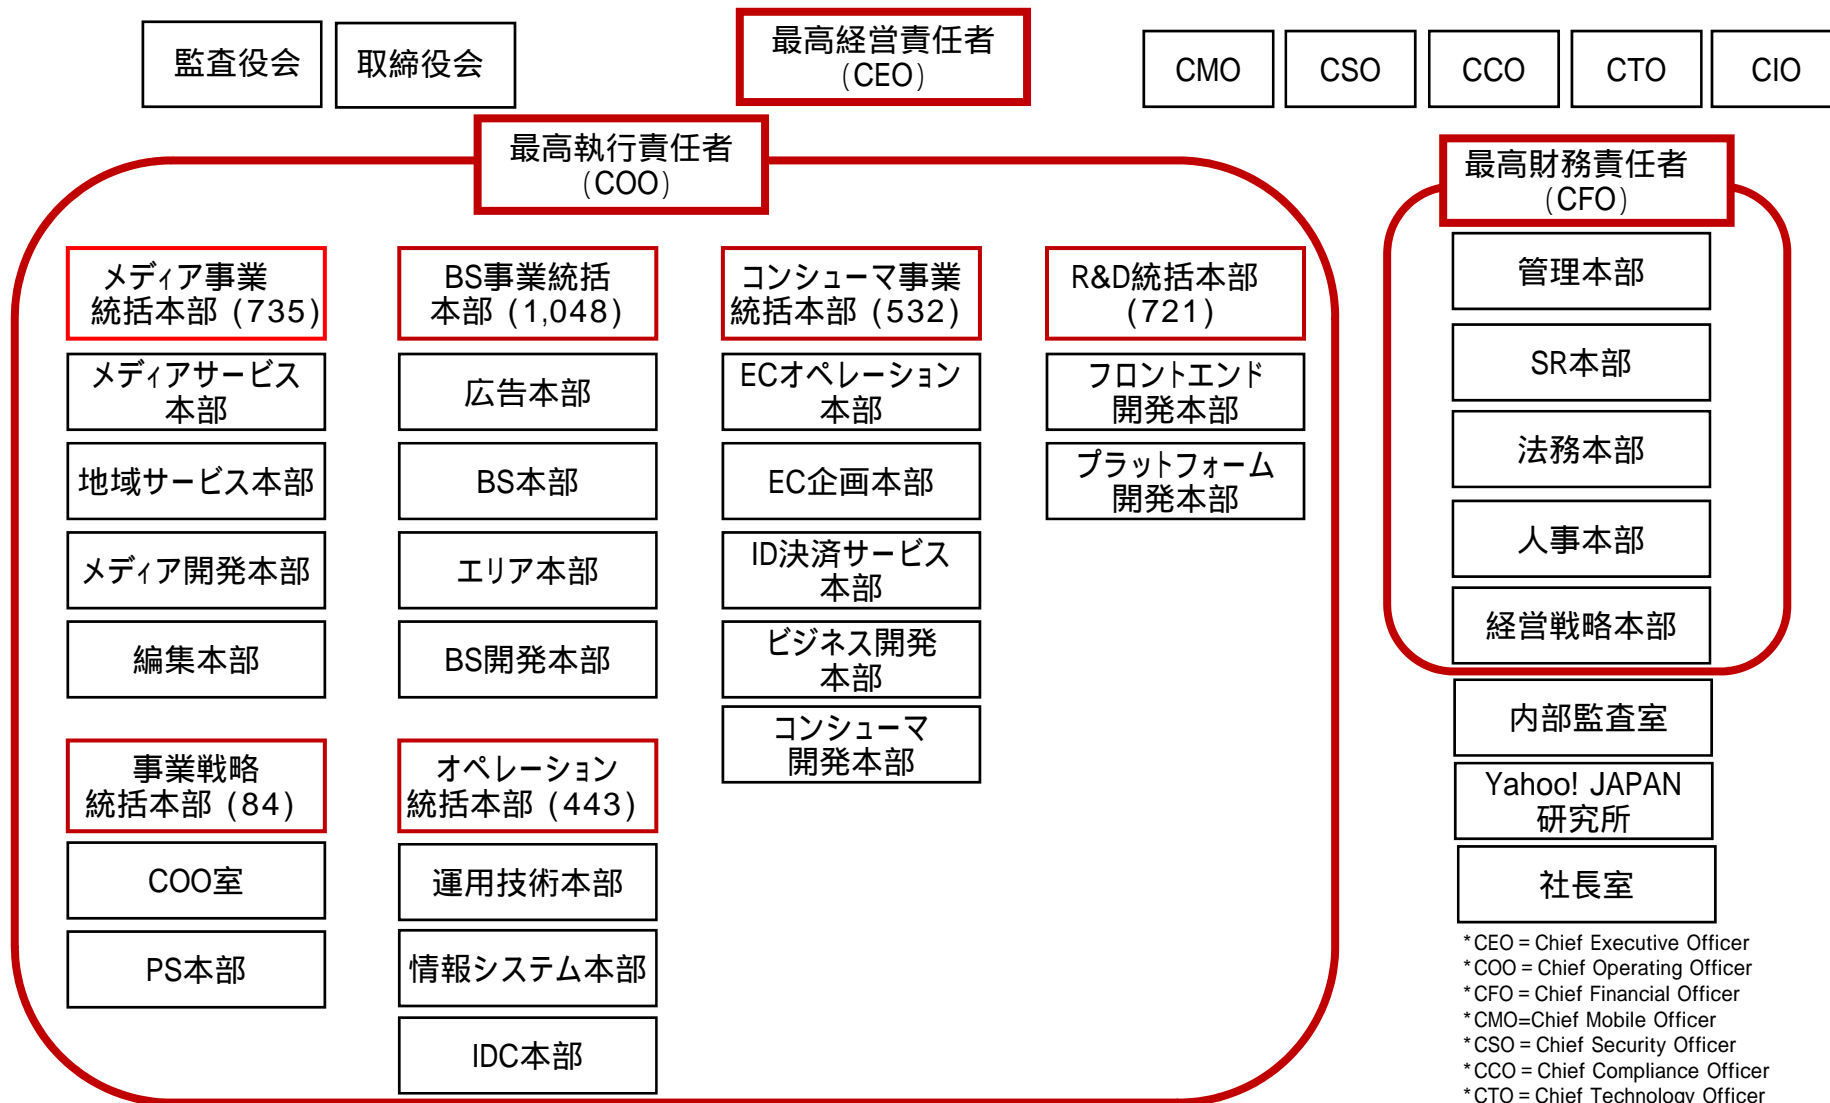 監査役会
取締役会
最高経営責任者
(CEO)
CMO
CSO
CCO
CTO
CIO
最高執行責任者
(COO)
メディア事業
統括本部 (735)
メディアサービス
本部
地域サービス本部
メディア開発本部
編集本部
事業戦略
統括本部 (84)
COO室
PS本部
BS事業統括
本部 (1,048)
広告本部
BS本部
エリア本部
BS開発本部
オペレーション
統括本部 (443)
運用技術本部
情報システム本部
IDC本部
コンシューマ事業
統括本部 (532)
ECオペレーション
本部
EC企画本部
ID決済サービス
本部
ビジネス開発
本部
コンシューマ
開発本部
R&D統括本部
(721)
フロントエンド
開発本部
プラットフォーム
開発本部
最高財務責任者
(CFO)
管理本部
SR本部
法務本部
人事本部
経営戦略本部
内部監査室
Yahoo! JAPAN
研究所
社長室
*CEO = Chief Executive Officer
*COO = Chief Operating Officer
*CFO = Chief Financial Officer
*CMO=Chief Mobile Officer
*CSO = Chief Security Officer
*CCO = Chief Compliance Officer
*CTO = Chief Technology Officer